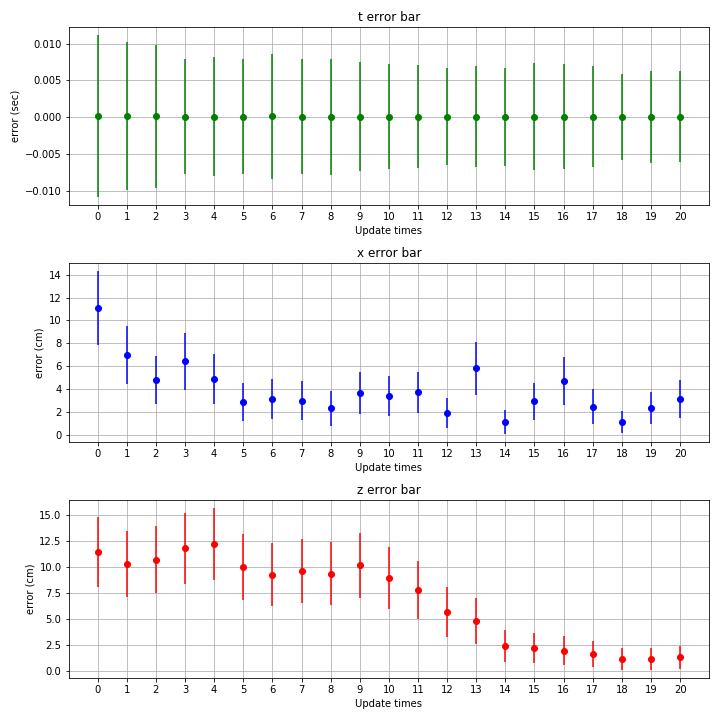 t error bar
0.010
0.005
0.000
−0.005
−0.010
error (sec)
0 1 2 3 4 5 6 7 8 9 10 11 12 13 14 15 16 17 18 19 20
Update times
x error bar
14
12
10
8
6
4
2
0
error (cm)
0 1 2 3 4 5 6 7 8 9 10 11 12 13 14 15 16 17 18 19 20
Update times
z error bar
15.0
12.5
10.0
7.5
5.0
2.5
0.0
error (cm)
0 1 2 3 4 5 6 7 8 9 10 11 12 13 14 15 16 17 18 19 20
Update times